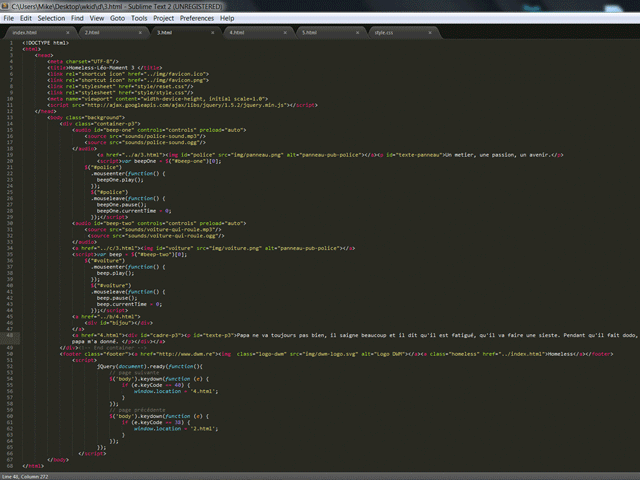 C:\Users\Mike\Desktop\wkid\d\3.html - Sublime Text 2 (UNREGISTERED)
File Edit Selection Find View Goto Tools Project Preferences Help
index.html 2.html 3.html 4.html 5.html style.css
1 <!DOCTYPE html>
2 <html>
3 <head>
4 <meta charset="UTF-8"/>
5 <title>Homeless-Léo-Moment 3 </title>
6 <link rel="shortcut icon" href="../img/favicon.ico">
7 <link rel="shortcut icon" href="../img/favicon.png">
8 <link rel="stylesheet" href="style/reset.css"/>
9 <link rel="stylesheet" href="style/style.css"/>
10 <meta name="viewport" content="width=device-height, initial scale=1.0">
11 <script src="http://ajax.googleapis.com/ajax/libs/jquery/1.5.2/jquery.min.js"></script>
12 </head>
13 <body class="background">
14 <div class="container-p3">
15 <audio id="beep-one" controls="controls" preload="auto">
16 <source src="sounds/police-sound.mp3"/>
17 <source src="sounds/police-sound.ogg"/>
18 </audio>
19 <a href="../a/3.html"><img id="police" src="img/panneau.png" alt="panneau-pub-police"/></a><p id="texte-panneau">Un metier, une passion, un avenir.</p>
20 <script>var beepOne = $("#beep-one")[0];
21 $("#police")
22 .mouseenter(function() {
23 beepOne.play();
24 });
25 $("#police")
26 .mouseleave(function() {
27 beepOne.pause();
28 beepOne.currentTime = 0;
29 });</script>
30 <audio id="beep-two" controls="controls" preload="auto">
31 <source src="sounds/voiture-qui-roule.mp3"/>
32 <source src="sounds/voiture-qui-roule.ogg"/>
33 </audio>
34 <a href="../c/3.html"><img id="voiture" src="img/voiture.png" alt="panneau-pub-police"/></a>
35 <script>var beep = $("#beep-two")[0];
36 $("#voiture")
37 .mouseenter(function() {
38 beep.play();
39 });
40 $("#voiture")
41 .mouseleave(function() {
42 beep.pause();
43 beep.currentTime = 0;
44 });</script>
45 <a href="../b/4.html">
46 <div id="bijou"></div>
47 </a>
48 <a href="4.html"><div id="cadre-p3"><p id="texte-p3">Papa ne va toujours pas bien, il saigne beaucoup et il dit qu'il est fatigué, qu'il va faire une sieste. Pendant qu'il fait dodo,
papa m'a donné. </p></div></a>
49 </div><!-- End container -->
50 <footer class="footer"><a href="http://www.dwm.re"><img class="logo-dwm" src="img/dwm-logo.svg" alt="Logo DWM"></a><a class="homeless" href="../index.html">Homeless</a></footer>
51 <script>
52 jQuery(document).ready(function(){
53 // page suivante
54 $('body').keydown(function (e) {
55 if (e.keyCode == 40) {
56 window.location = '4.html';
57 }
58 });
59 // page précédente
60 $('body').keydown(function (e) {
61 if (e.keyCode == 38) {
62 window.location = '2.html';
63 }
64 });
65 });
66 </script>
67 </body>
68 </html>
Line 48, Column 272